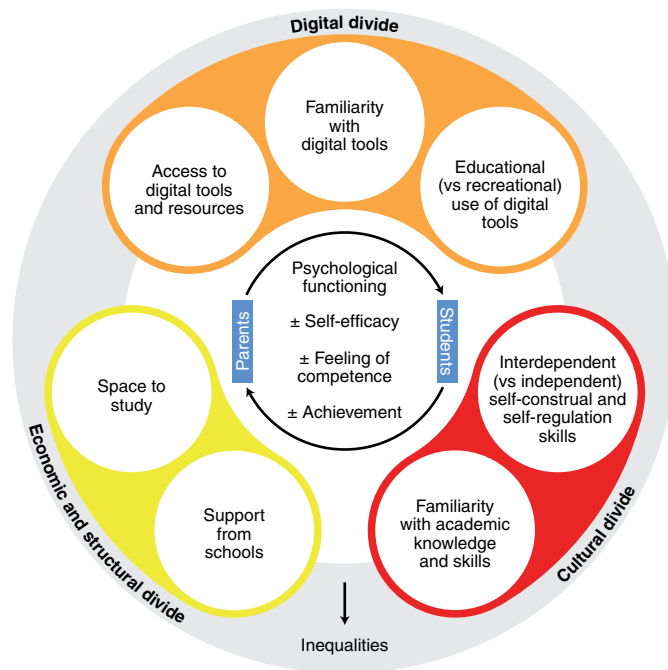 Digital divide
Familiarity
with
digital tools
Access to
digital tools
and resources
Educational
(vs recreational)
use of digital
tools
Psychological
functioning
± Self-efficacy
± Feeling of
competence
± Achievement
Parents
Students
Space to
study
Support
from
schools
Economic and structural divide
Interdependent
(vs independent)
self-construal and
self-regulation
skills
Familiarity
with academic
knowledge
and skills
Cultural divide
Inequalities